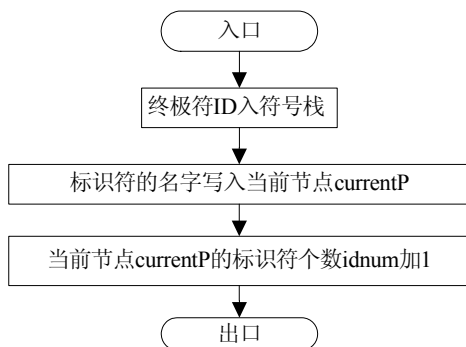 入口
终极符ID入符号栈
标识符的名字写入当前节点currentP
当前节点currentP的标识符个数idnum加1
出口